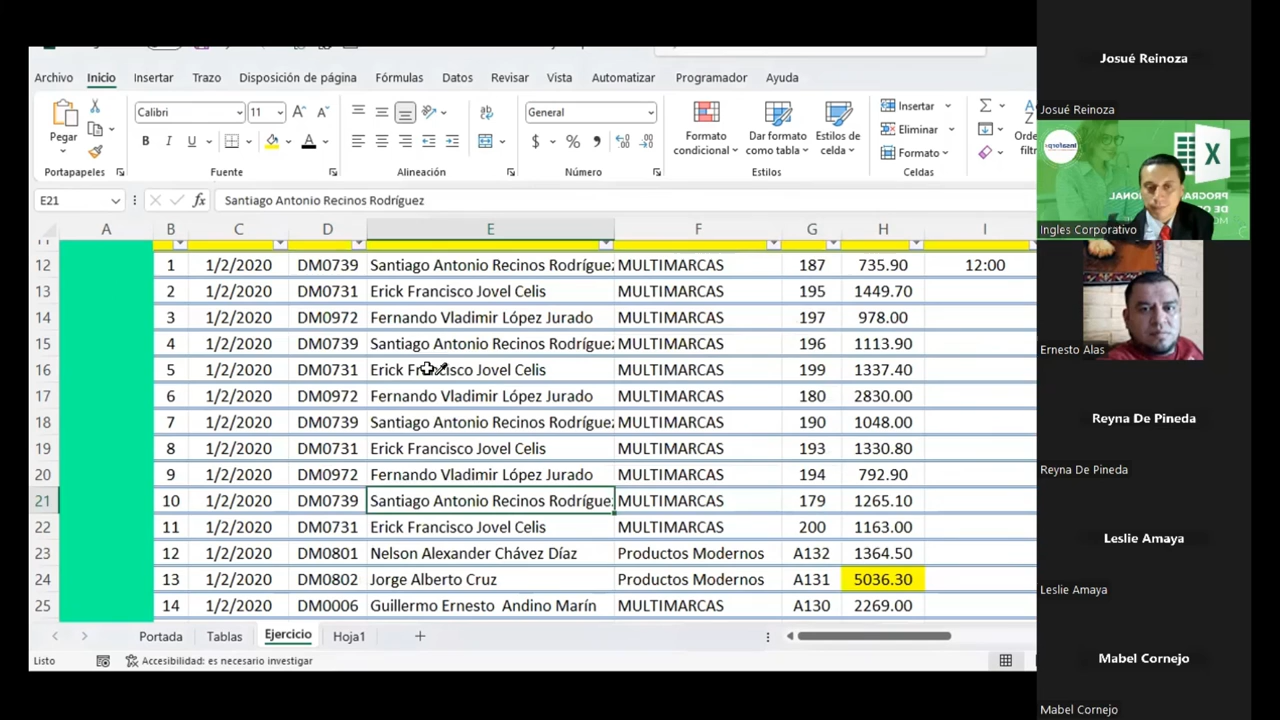 Archivo Inicio Insertar Trazo Disposición de página Fórmulas Datos Revisar Vista Automatizar Programador Ayuda
Pegar
Calibri 11
N K S
General
$ %
Formato condicional
Dar formato como tabla
Estilos de celda
Insertar
Eliminar
Formato
Portapapeles Fuente Alineación Número Estilos Celdas
E21 fx Santiago Antonio Recinos Rodríguez
A B C D E F G H I
12 1 1/2/2020 DM0739 Santiago Antonio Recinos Rodríguez MULTIMARCAS 187 735.90 12:00
13 2 1/2/2020 DM0731 Erick Francisco Jovel Celis MULTIMARCAS 195 1449.70
14 3 1/2/2020 DM0972 Fernando Vladimir López Jurado MULTIMARCAS 197 978.00
15 4 1/2/2020 DM0739 Santiago Antonio Recinos Rodríguez MULTIMARCAS 196 1113.90
16 5 1/2/2020 DM0731 Erick Francisco Jovel Celis MULTIMARCAS 199 1337.40
17 6 1/2/2020 DM0972 Fernando Vladimir López Jurado MULTIMARCAS 180 2830.00
18 7 1/2/2020 DM0739 Santiago Antonio Recinos Rodríguez MULTIMARCAS 190 1048.00
19 8 1/2/2020 DM0731 Erick Francisco Jovel Celis MULTIMARCAS 193 1330.80
20 9 1/2/2020 DM0972 Fernando Vladimir López Jurado MULTIMARCAS 194 792.90
21 10 1/2/2020 DM0739 Santiago Antonio Recinos Rodríguez MULTIMARCAS 179 1265.10
22 11 1/2/2020 DM0731 Erick Francisco Jovel Celis MULTIMARCAS 200 1163.00
23 12 1/2/2020 DM0801 Nelson Alexander Chávez Díaz Productos Modernos A132 1364.50
24 13 1/2/2020 DM0802 Jorge Alberto Cruz Productos Modernos A131 5036.30
25 14 1/2/2020 DM0006 Guillermo Ernesto Andino Marín MULTIMARCAS A130 2269.00
Portada Tablas Ejercicio Hoja1
Listo Accesibilidad: es necesario investigar
Josué Reinoza
Josué Reinoza
Ingles Corporativo
Ernesto Alas
Reyna De Pineda
Reyna De Pineda
Leslie Amaya
Leslie Amaya
Mabel Cornejo
Mabel Cornejo